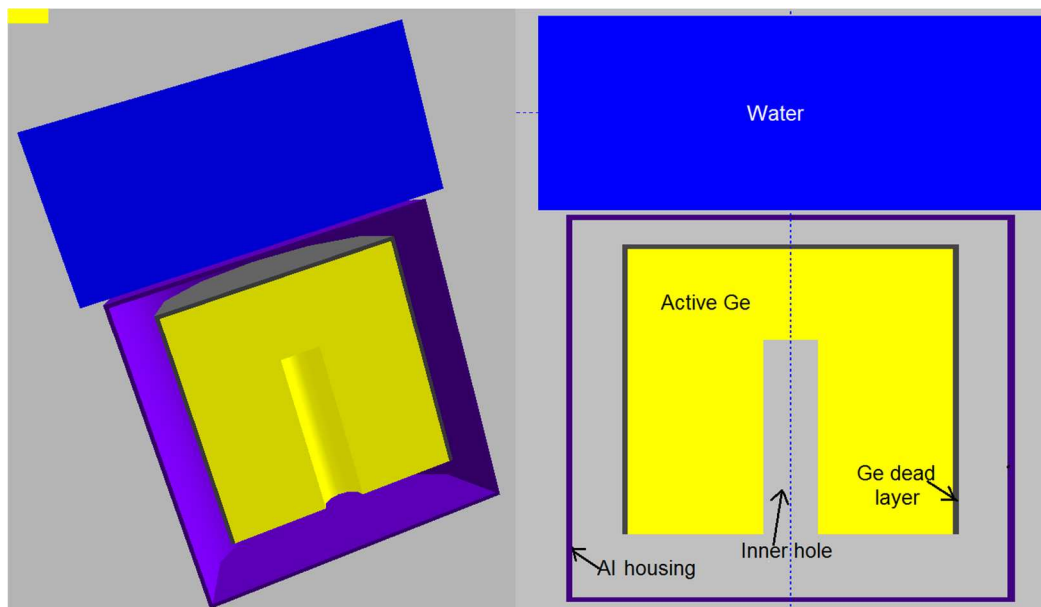 Water
Active Ge
Ge dead
layer
Inner hole
Al housing